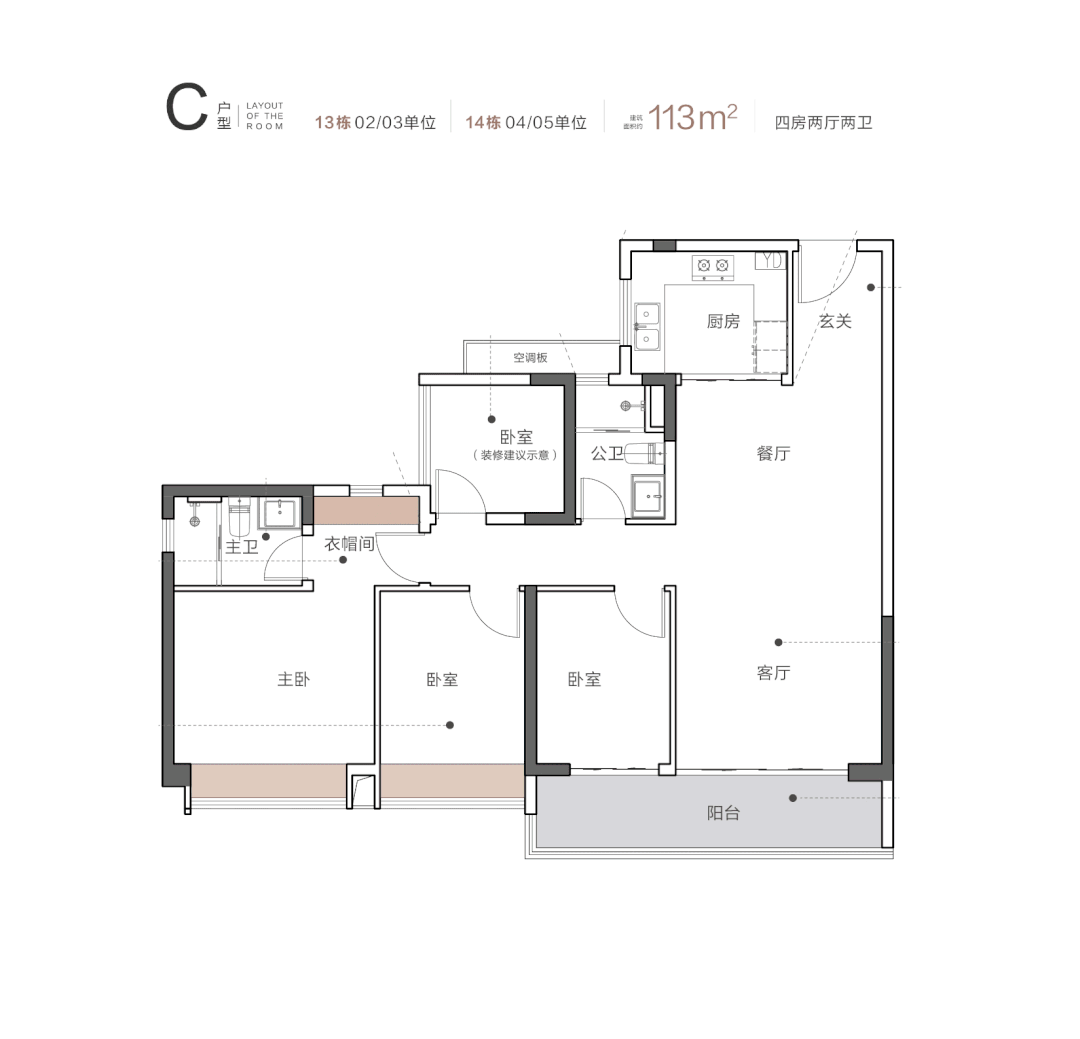 C 户型 LAYOUT OF THE ROOM 13栋 02/03单位 14栋 04/05单位 建筑面积约 113m² 四房两厅两卫
YD
厨房
玄关
空调板
卧室
（装修建议示意）
公卫
餐厅
主卫
衣帽间
主卧
卧室
卧室
客厅
阳台